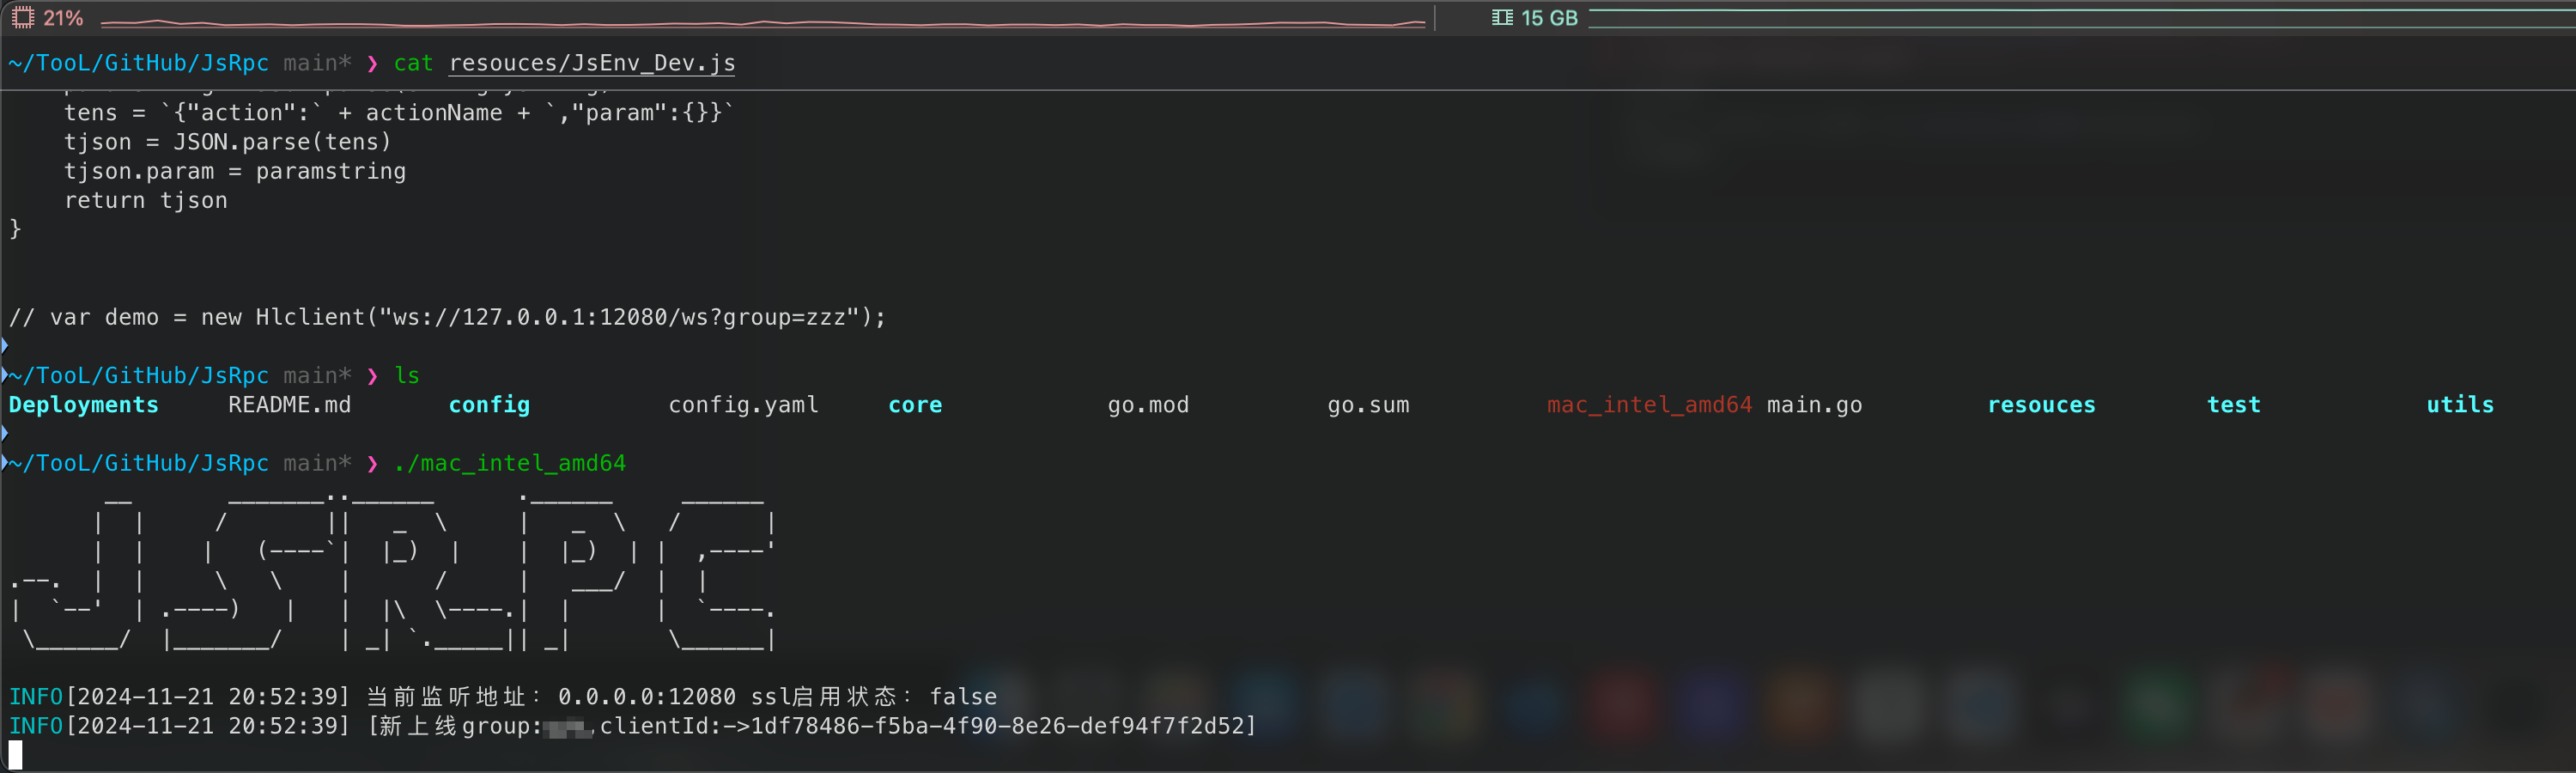 21% 15 GB
~/TooL/GitHub/JsRpc main* ❯ cat resouces/JsEnv_Dev.js
tens = `{"action":` + actionName + `,"param":{}}`
tjson = JSON.parse(tens)
tjson.param = paramstring
return tjson
}
// var demo = new Hlclient("ws://127.0.0.1:12080/ws?group=zzz");
~/TooL/GitHub/JsRpc main* ❯ ls
Deployments README.md config config.yaml core go.mod go.sum mac_intel_amd64 main.go resouces test utils
~/TooL/GitHub/JsRpc main* ❯ ./mac_intel_amd64
JSRPC
INFO[2024-11-21 20:52:39] 当前监听地址：0.0.0.0:12080 ssl启用状态：false
INFO[2024-11-21 20:52:39] [新上线group: ,clientId:->1df78486-f5ba-4f90-8e26-def94f7f2d52]